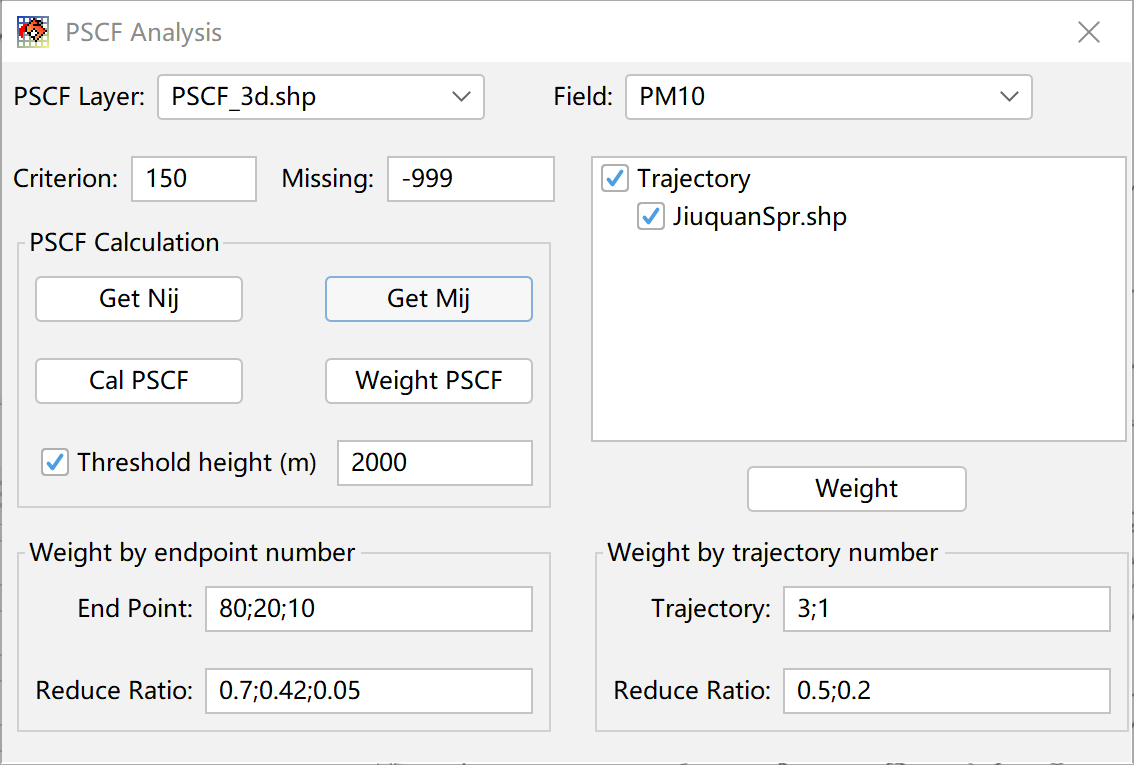 PSCF Analysis
PSCF Layer: PSCF_3d.shp Field: PM10
Criterion: 150 Missing: -999
Trajectory
JiuquanSpr.shp
PSCF Calculation
Get Nij Get Mij
Cal PSCF Weight PSCF
Threshold height (m) 2000
Weight
Weight by endpoint number
End Point: 80;20;10
Reduce Ratio: 0.7;0.42;0.05
Weight by trajectory number
Trajectory: 3;1
Reduce Ratio: 0.5;0.2